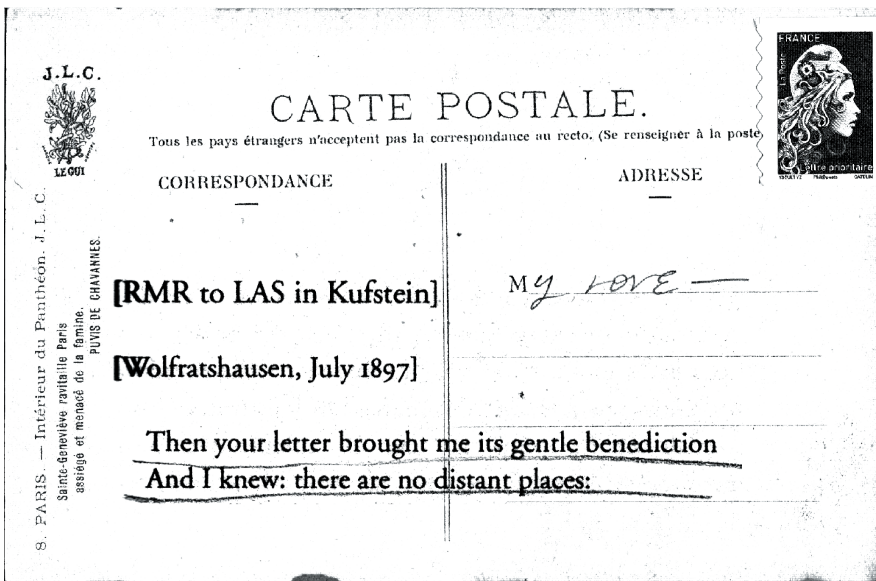 FRANCE
La Poste
Lettre prioritaire
J.L.C.
LE GUI
CARTE POSTALE.
Tous les pays étrangers n'acceptent pas la correspondance au recto. (Se renseigner à la poste)
CORRESPONDANCE
ADRESSE
8. PARIS. — Intérieur du Panthéon. J.L.C.
Sainte-Geneviève ravitaille Paris
assiégé et menacé de la famine.
PUVIS DE CHAVANNES.
My LOVE —
[RMR to LAS in Kufstein]
[Wolfratshausen, July 1897]
Then your letter brought me its gentle benediction
And I knew: there are no distant places: